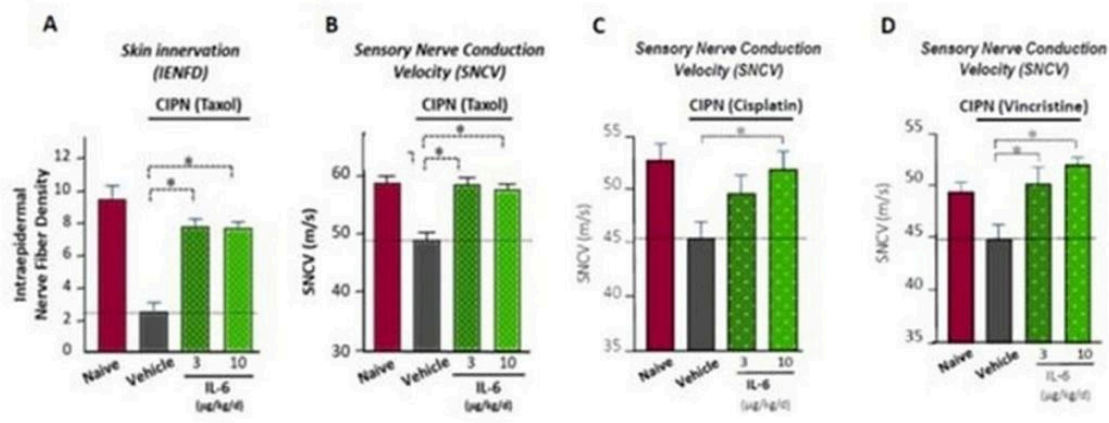 A
Skin innervation
(IENFD)
CIPN (Taxol)
Intraepidermal
Nerve Fiber Density
12
10
8
6
4
2
0
*
*
Naive
Vehicle
3
10
IL-6
(µg/kg/d)
B
Sensory Nerve Conduction
Velocity (SNCV)
CIPN (Taxol)
SNCV (m/s)
60
50
40
30
*
*
Naive
Vehicle
3
10
IL-6
(µg/kg/d)
C
Sensory Nerve Conduction
Velocity (SNCV)
CIPN (Cisplatin)
SNCV (m/s)
55
50
45
40
35
*
Naive
Vehicle
3
10
IL-6
(µg/kg/d)
D
Sensory Nerve Conduction
Velocity (SNCV)
CIPN (Vincristine)
SNCV (m/s)
55
50
45
40
35
*
*
Naive
Vehicle
3
10
IL-6
(µg/kg/d)